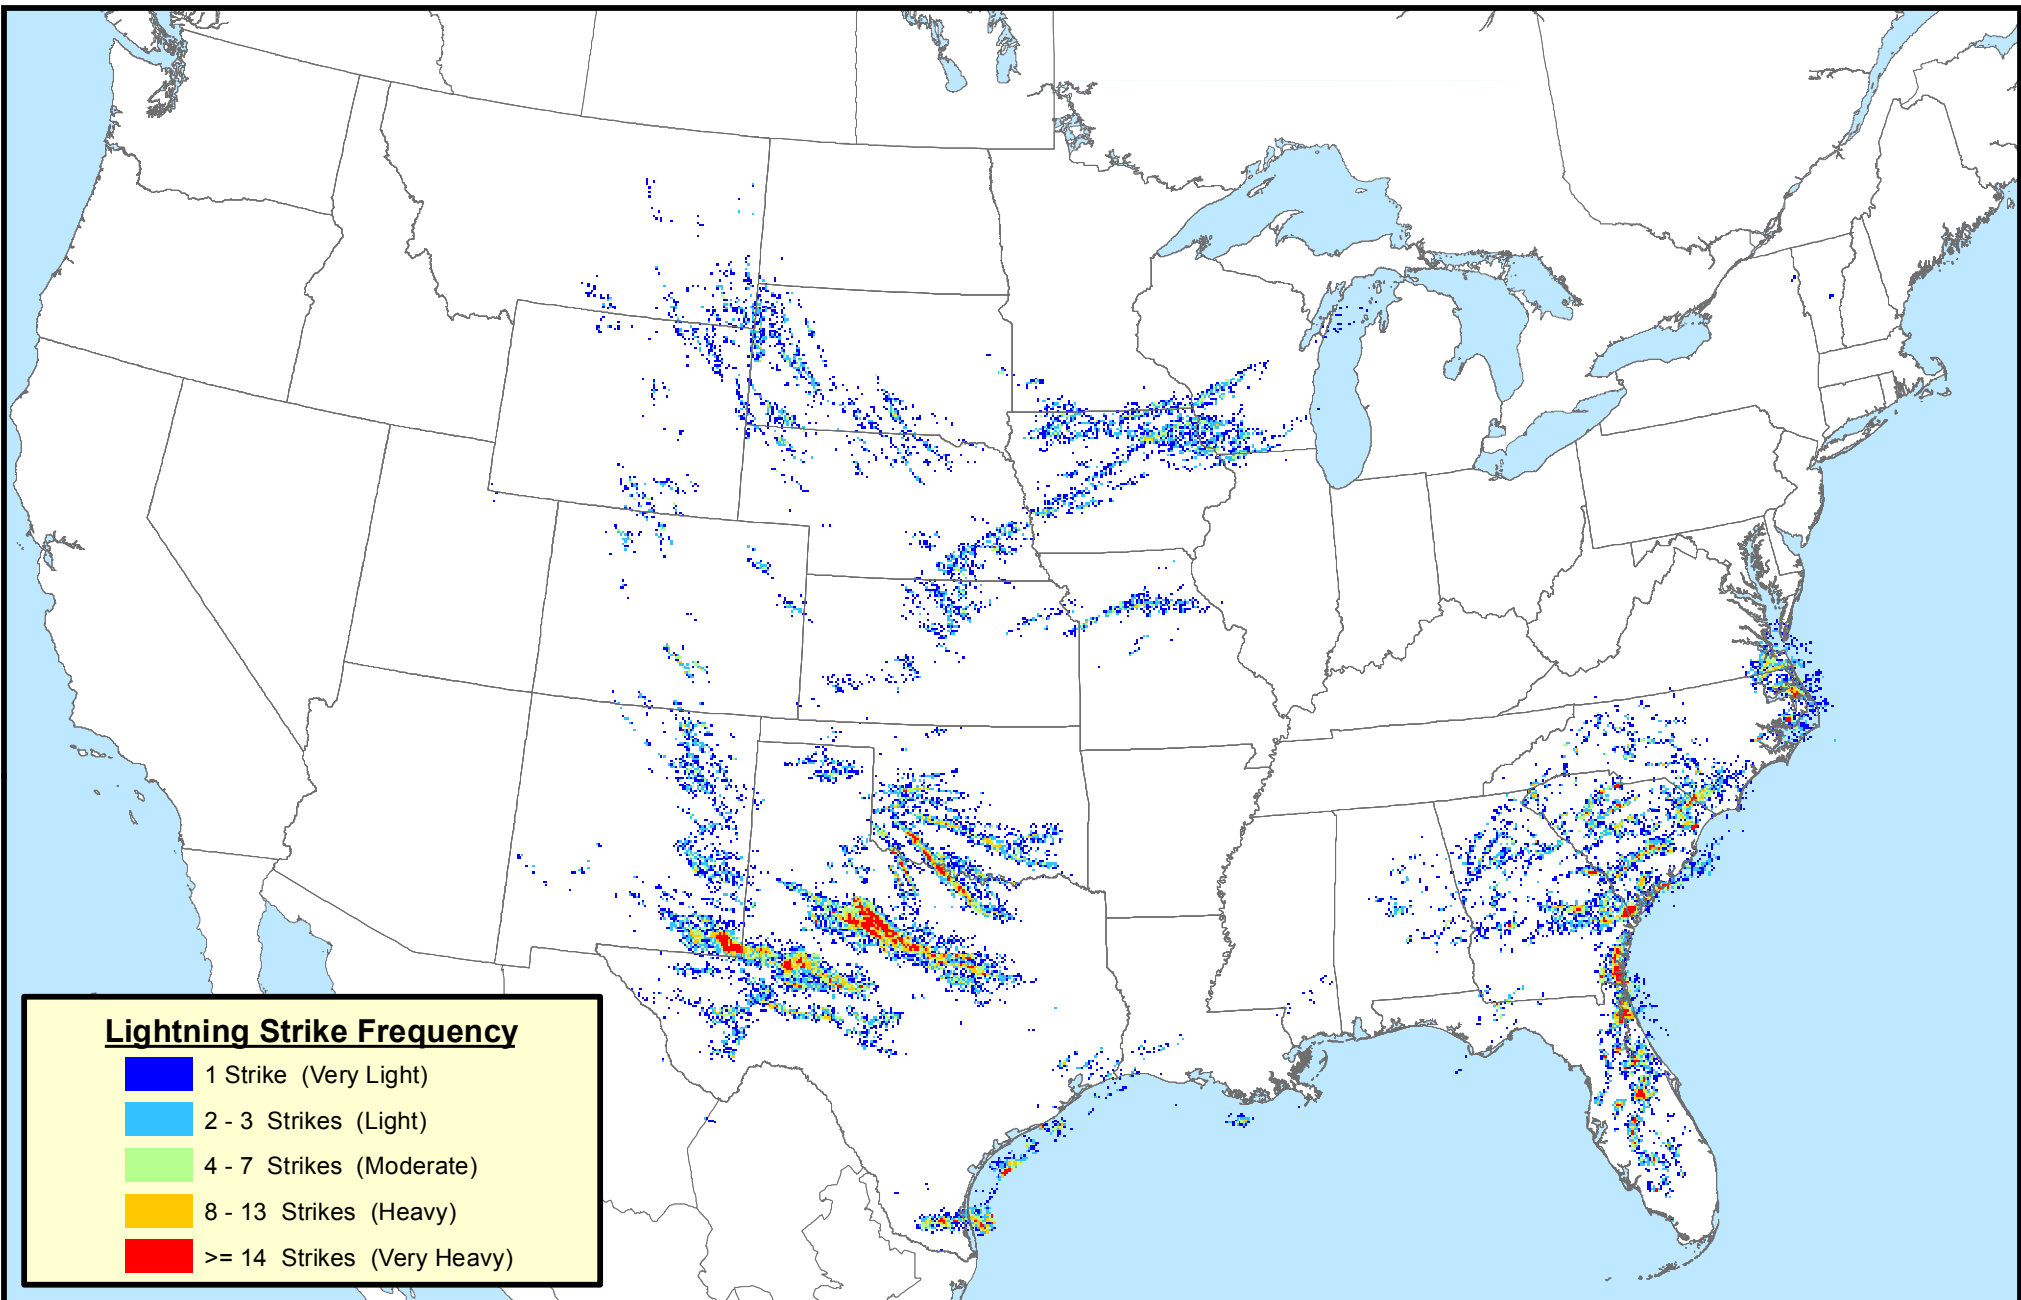 Lightning Strike Frequency
1 Strike (Very Light)
2 - 3 Strikes (Light)
4 - 7 Strikes (Moderate)
8 - 13 Strikes (Heavy)
>= 14 Strikes (Very Heavy)